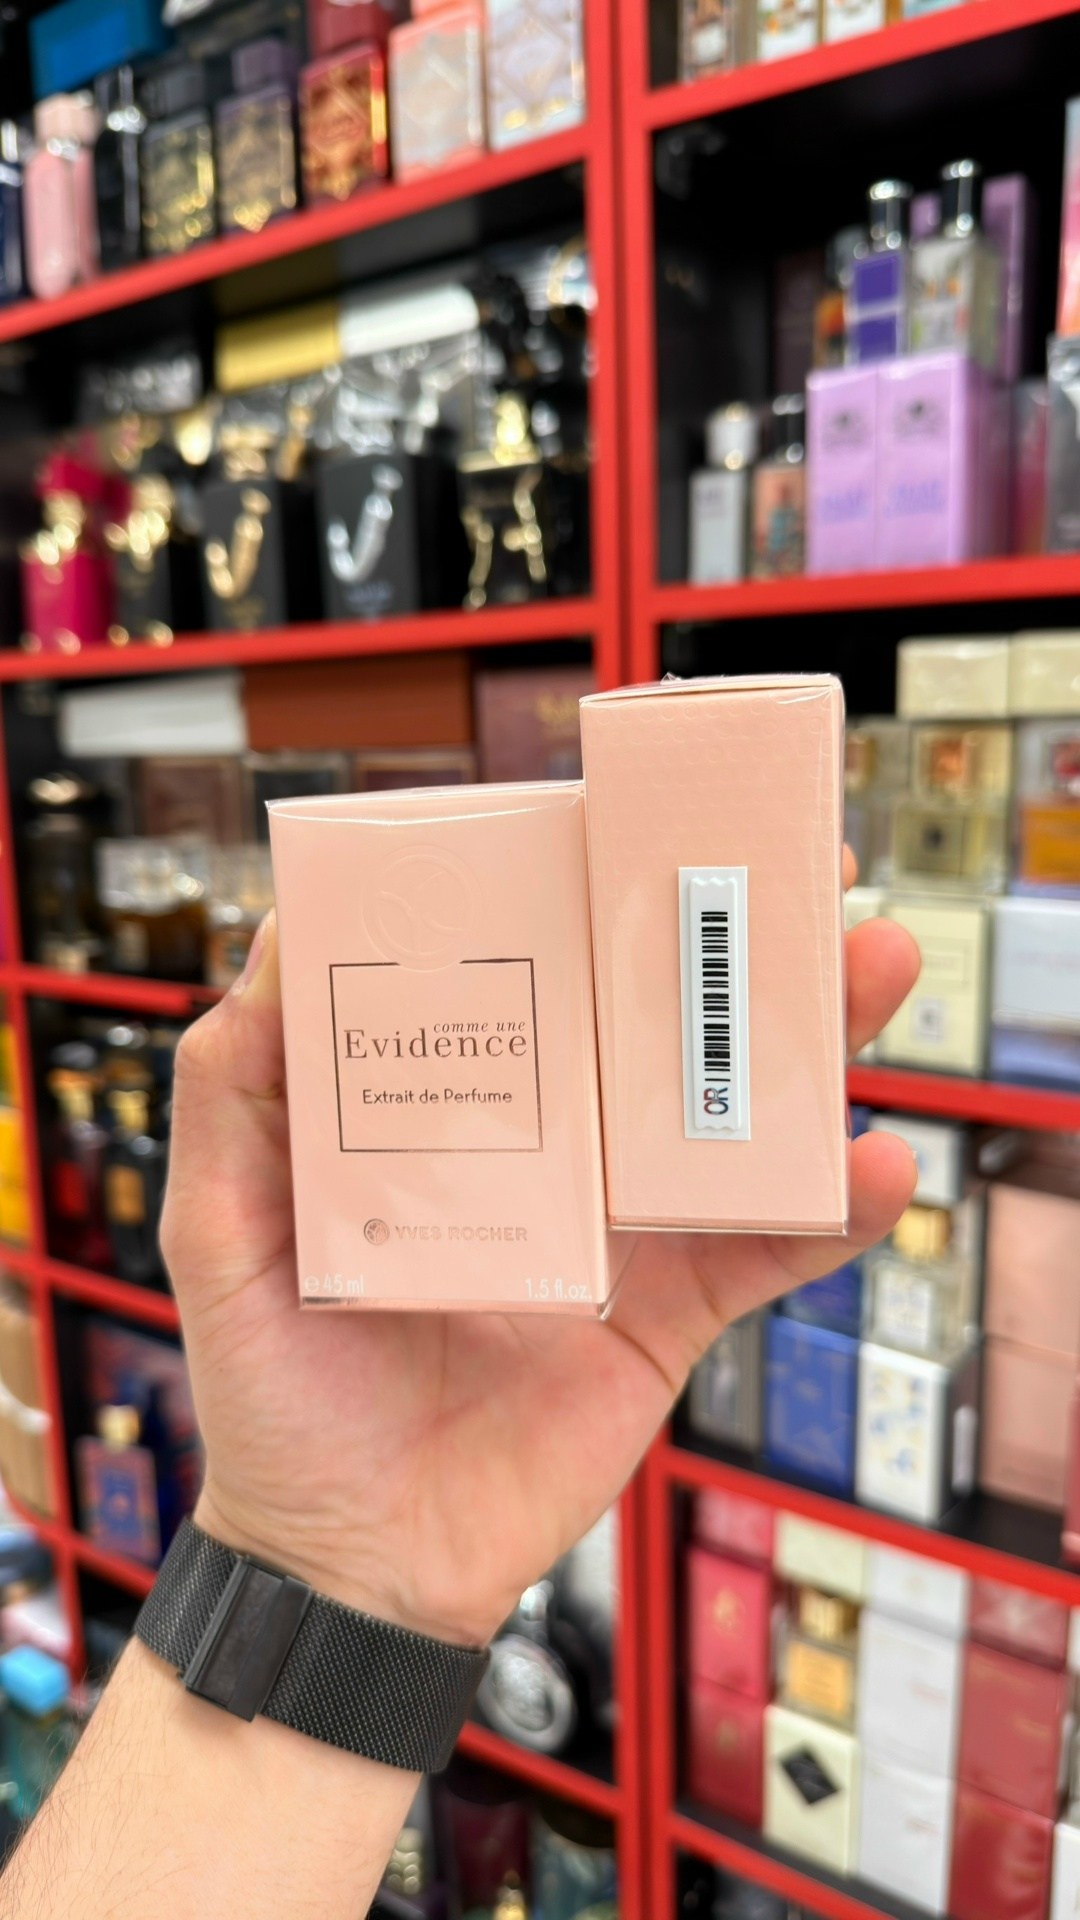 comme une
Evidence
Extrait de Perfume
YVES ROCHER
℮ 45 ml 1.5 fl.oz.
OR